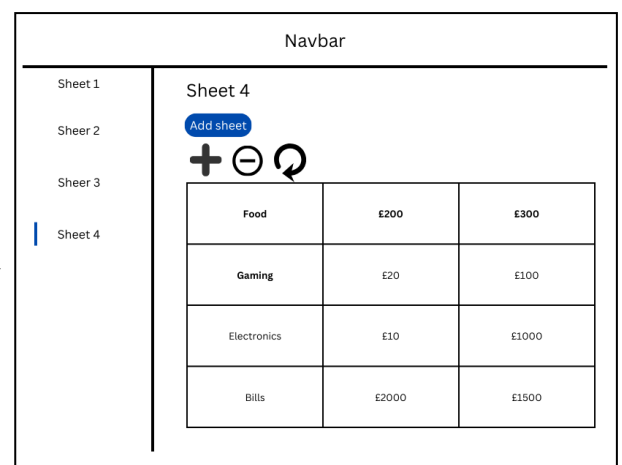 Navbar
Sheet 1
Sheer 2
Sheer 3
Sheet 4
Sheet 4
Add sheet
Food £200 £300
Gaming £20 £100
Electronics £10 £1000
Bills £2000 £1500